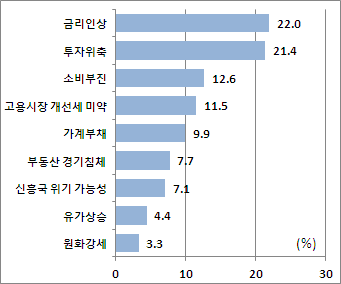 금리인상 22.0
투자위축 21.4
소비부진 12.6
고용시장 개선세 미약 11.5
가계부채 9.9
부동산 경기침체 7.7
신흥국 위기 가능성 7.1
유가상승 4.4
원화강세 3.3 (%)
0 10 20 30